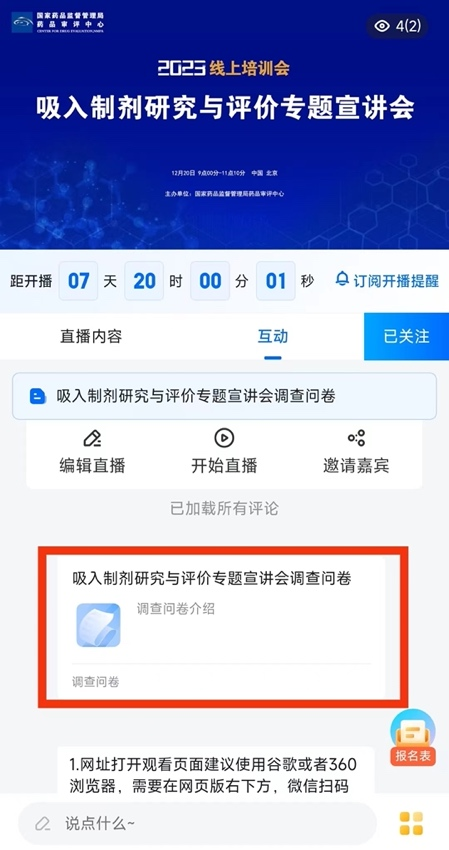 国家药品监督管理局
药品审评中心
CENTER FOR DRUG EVALUATION, NMPA
4(2)
2023 线上培训会
吸入制剂研究与评价专题宣讲会
12月20日 9点00分-11点10分 中国 北京
主办单位：国家药品监督管理局药品审评中心
距开播 07 天 20 时 00 分 01 秒 订阅开播提醒
直播内容 互动 已关注
吸入制剂研究与评价专题宣讲会调查问卷
编辑直播 开始直播 邀请嘉宾
已加载所有评论
吸入制剂研究与评价专题宣讲会调查问卷
调查问卷介绍
调查问卷
报名表
1.网址打开观看页面建议使用谷歌或者360
浏览器，需要在网页版右下方，微信扫码
说点什么~